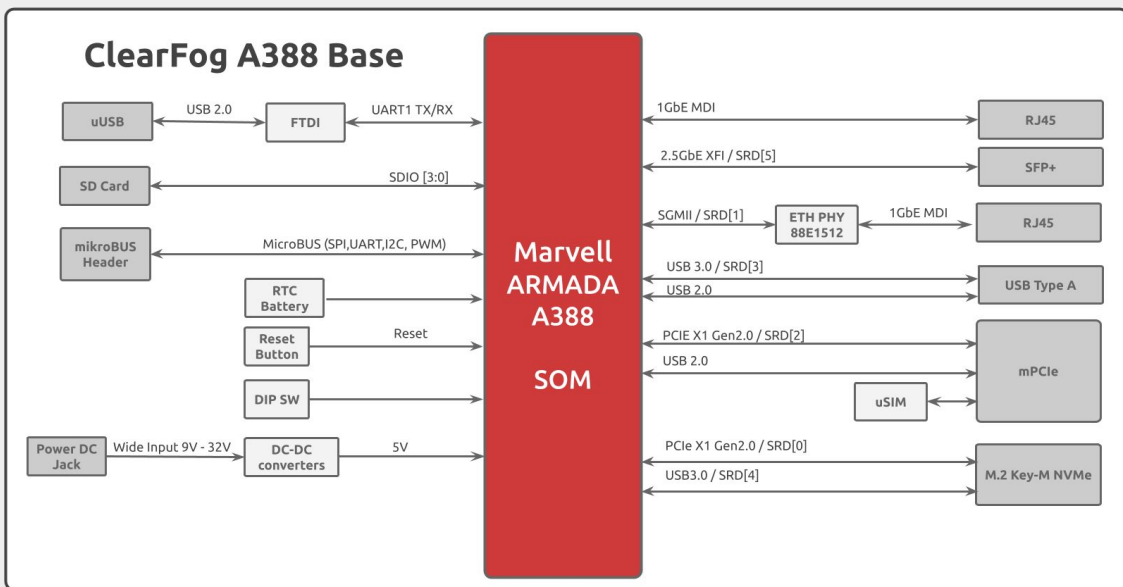 ClearFog A388 Base
uUSB
USB 2.0
FTDI
UART1 TX/RX
SD Card
SDIO [3:0]
mikroBUS
Header
MicroBUS (SPI,UART,I2C, PWM)
RTC
Battery
Reset
Button
Reset
DIP SW
Power DC
Jack
Wide Input 9V - 32V
DC-DC
converters
5V
Marvell
ARMADA
A388
SOM
1GbE MDI
RJ45
2.5GbE XFI / SRD[5]
SFP+
SGMII / SRD[1]
ETH PHY
88E1512
1GbE MDI
RJ45
USB 3.0 / SRD[3]
USB 2.0
USB Type A
PCIE X1 Gen2.0 / SRD[2]
USB 2.0
mPCIe
uSIM
PCIe X1 Gen2.0 / SRD[0]
USB3.0 / SRD[4]
M.2 Key-M NVMe